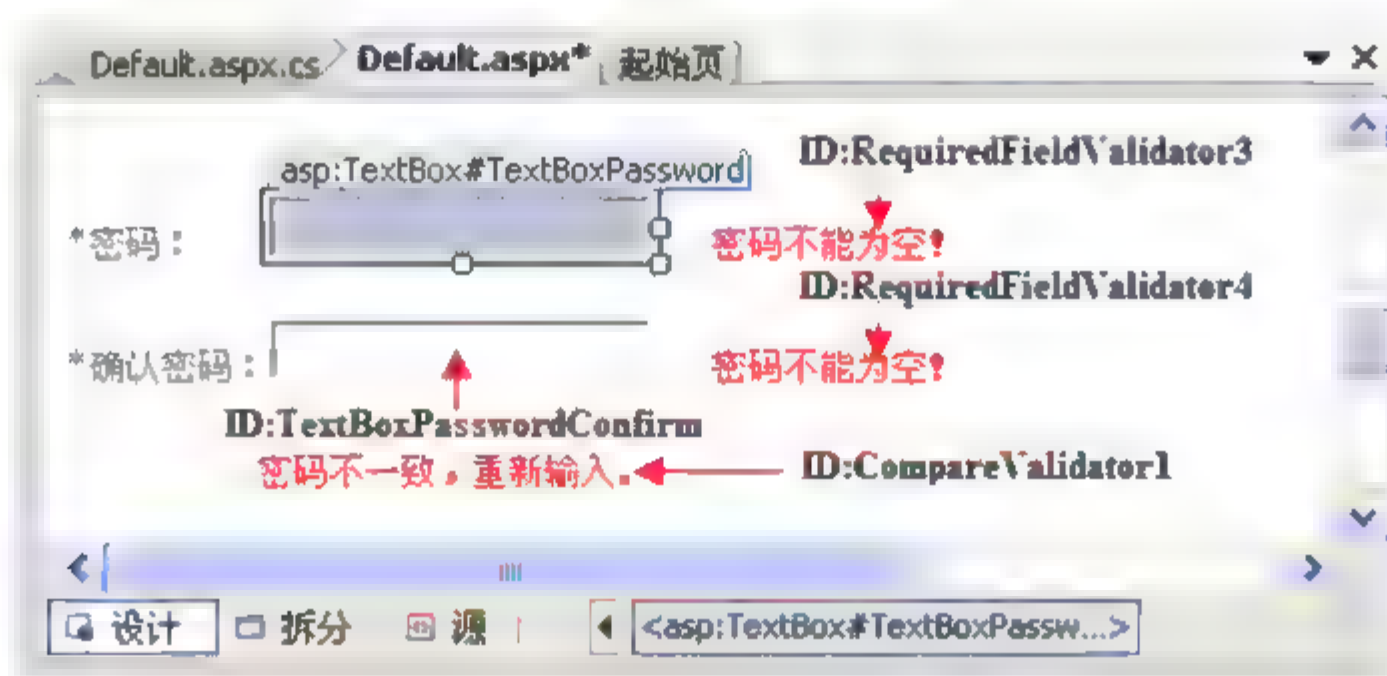 Default.aspx.cs Default.aspx* 起始页
ID:RequiredFieldValidator3
asp:TextBox#TextBoxPassword
*密码： 密码不能为空!
ID:RequiredFieldValidator4
*确认密码： 密码不能为空!
ID:TextBoxPasswordConfirm
密码不一致，重新输入. ID:CompareValidator1
设计 拆分 源 <asp:TextBox#TextBoxPassw...>